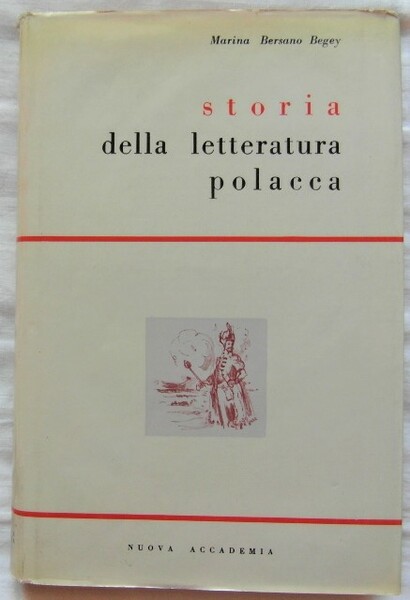 Marina Bersano Begey
storia
della letteratura
polacca
NUOVA ACCADEMIA